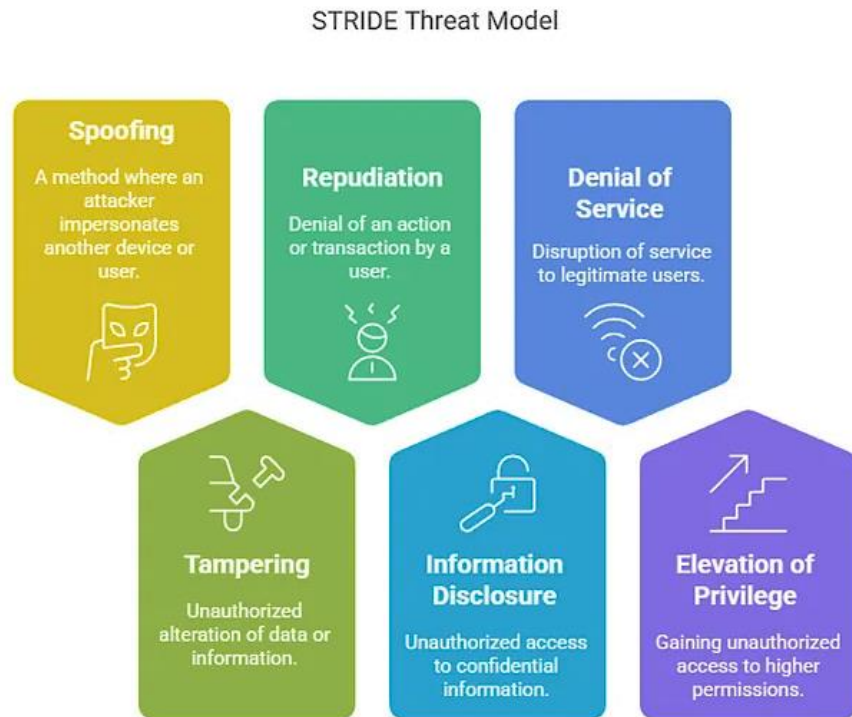 STRIDE Threat Model
Spoofing
A method where an
attacker
impersonates
another device or
user.
Repudiation
Denial of an action
or transaction by a
user.
Denial of
Service
Disruption of service
to legitimate users.
Tampering
Unauthorized
alteration of data or
information.
Information
Disclosure
Unauthorized access
to confidential
information.
Elevation of
Privilege
Gaining unauthorized
access to higher
permissions.